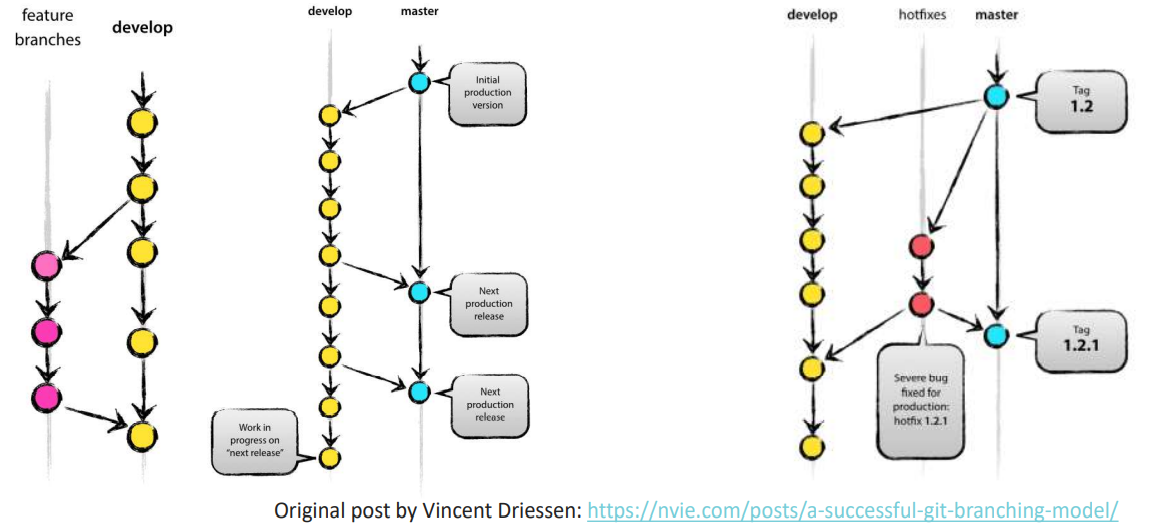 feature
branches
develop
develop
master
Initial
production
version
Next
production
release
Next
production
release
Work in
progress on
“next release”
develop
hotfixes
master
Tag
1.2
Tag
1.2.1
Severe bug
fixed for
production:
hotfix 1.2.1
Original post by Vincent Driessen: https://nvie.com/posts/a-successful-git-branching-model/